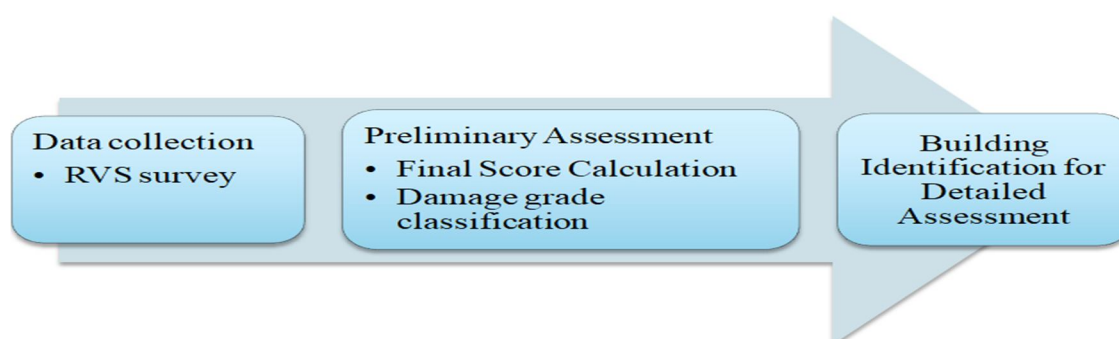 Data collection
• RVS survey
Preliminary Assessment
• Final Score Calculation
• Damage grade
classification
Building
Identification for
Detailed
Assessment